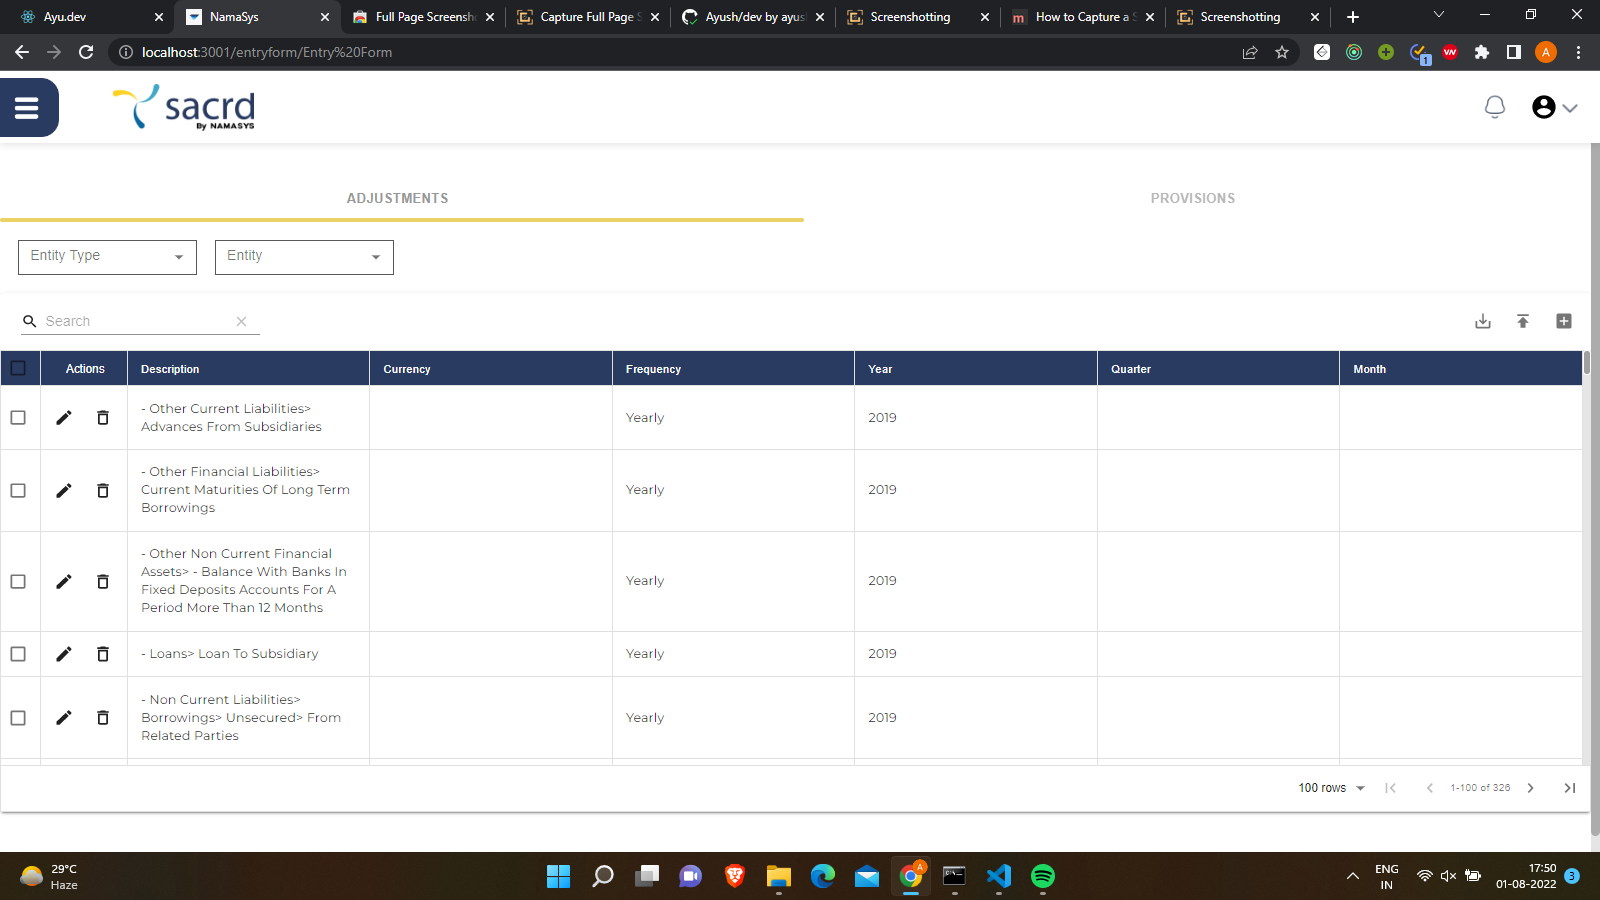 Ayu.dev
NamaSys
Full Page Screensh
Capture Full Page S
Ayush/dev by ayus
Screenshotting
How to Capture a S
Screenshotting
localhost:3001/entryform/Entry%20Form
1
A
sacrd
By NAMASYS
ADJUSTMENTS
PROVISIONS
Entity Type
Entity
Search
Actions
Description
Currency
Frequency
Year
Quarter
Month
- Other Current Liabilities>
Advances From Subsidiaries
Yearly
2019
- Other Financial Liabilities>
Current Maturities Of Long Term
Borrowings
Yearly
2019
- Other Non Current Financial
Assets> - Balance With Banks In
Fixed Deposits Accounts For A
Period More Than 12 Months
Yearly
2019
- Loans> Loan To Subsidiary
Yearly
2019
- Non Current Liabilities>
Borrowings> Unsecured> From
Related Parties
Yearly
2019
100 rows
1-100 of 326
29°C
Haze
A
ENG
IN
17:50
01-08-2022
3